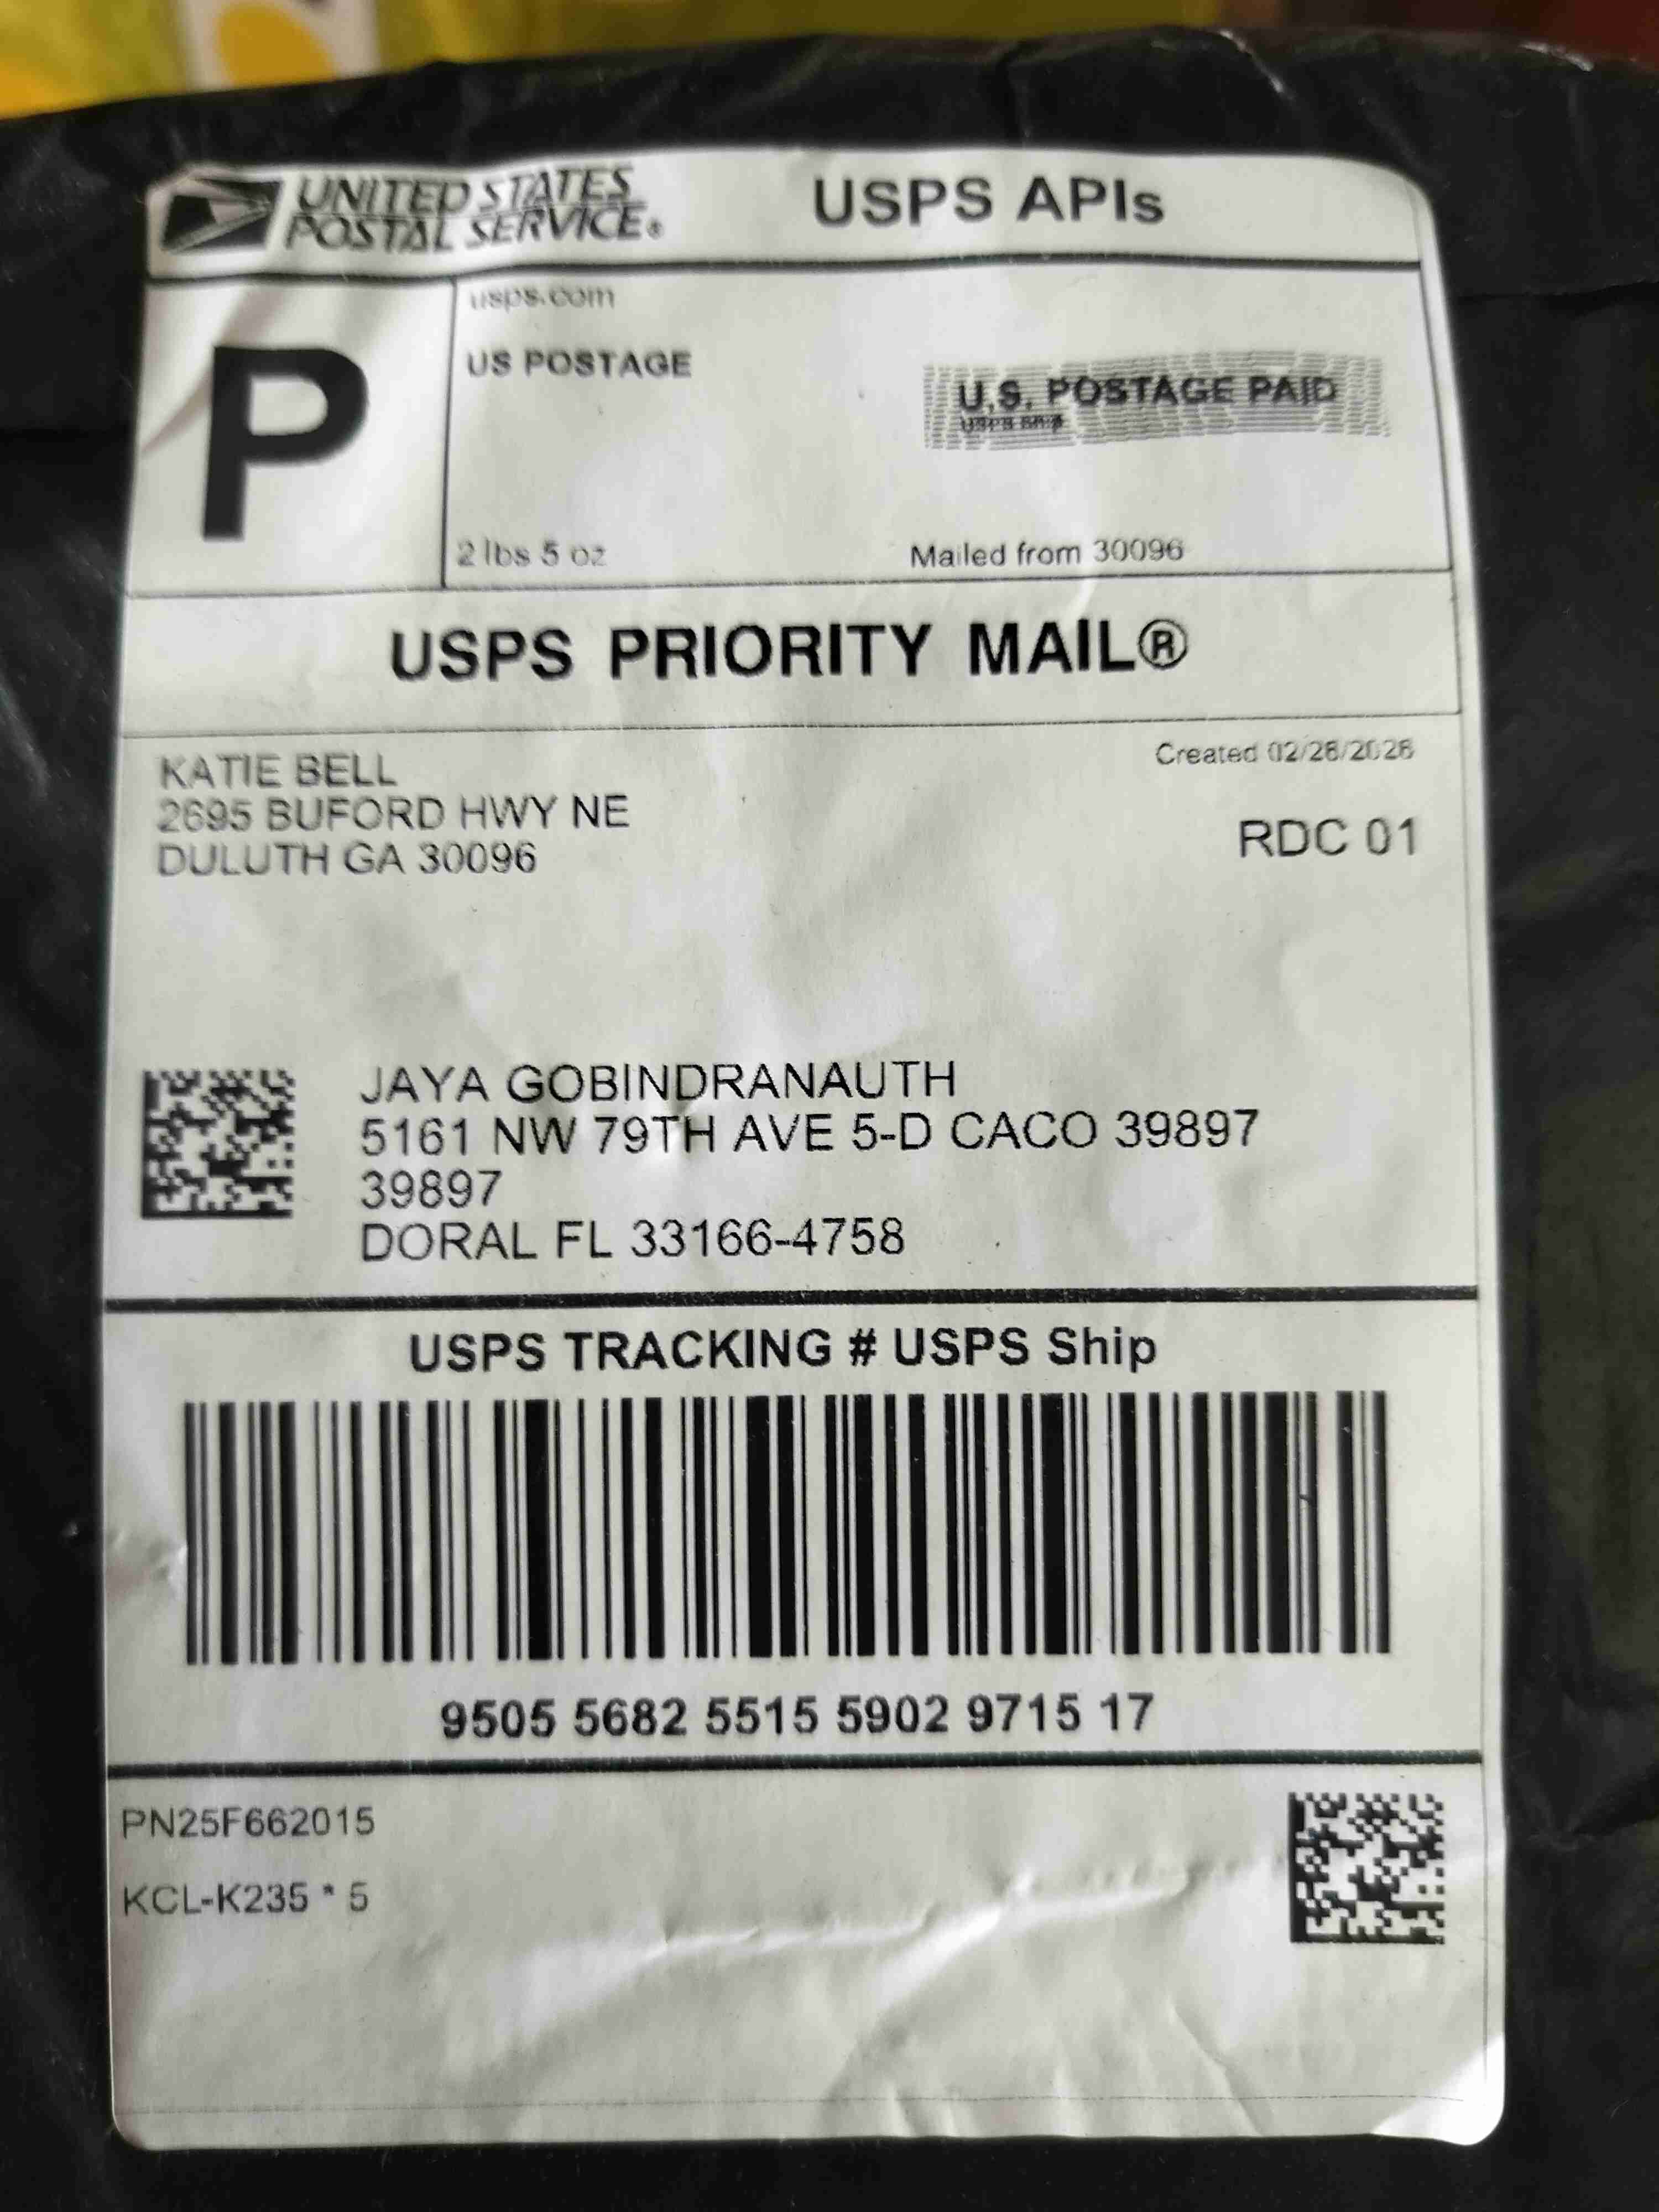 UNITED STATES
POSTAL SERVICE®
USPS APIs
P
usps.com
US POSTAGE
U.S. POSTAGE PAID
USPS Ship
2 lbs 5 oz
Mailed from 30096
USPS PRIORITY MAIL®
KATIE BELL
2695 BUFORD HWY NE
DULUTH GA 30096
Created 02/28/2026
RDC 01
JAYA GOBINDRANAUTH
5161 NW 79TH AVE 5-D CACO 39897
39897
DORAL FL 33166-4758
USPS TRACKING # USPS Ship
9505 5682 5515 5902 9715 17
PN25F662015
KCL-K235 * 5